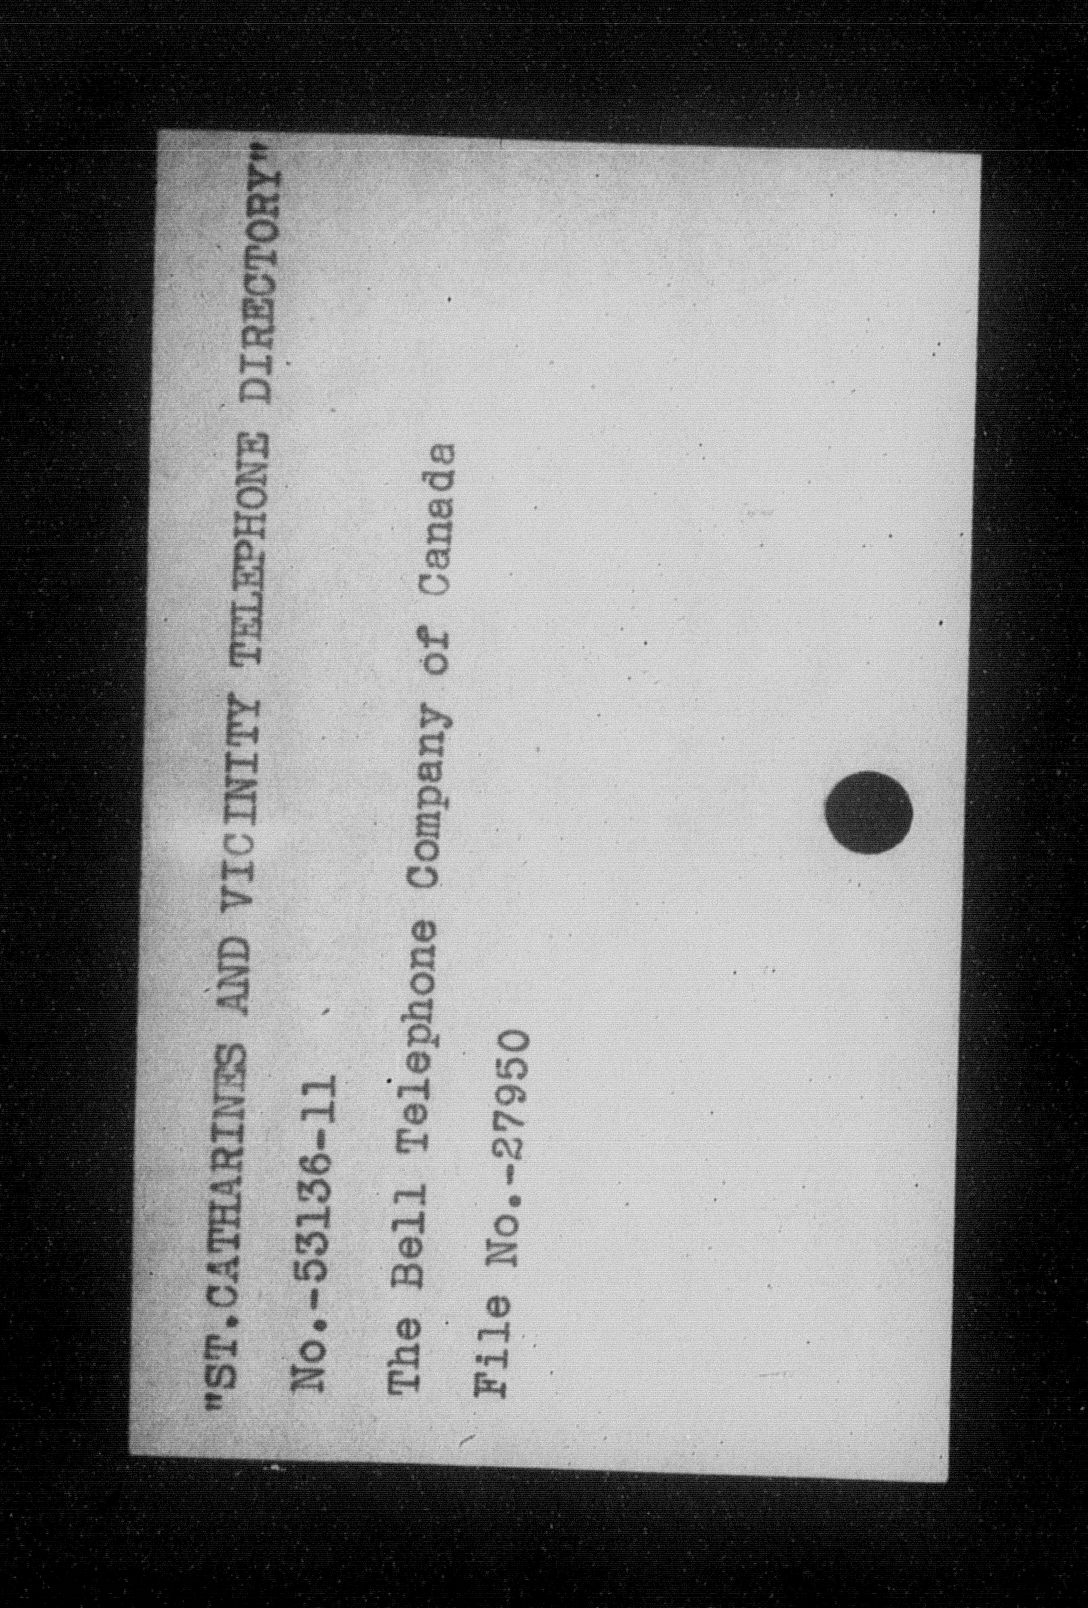 "ST.CATHARINES AND VICINITY TELEPHONE DIRECTORY"
No.-53136-11
The Bell Telephone Company of Canada
File No.-27950